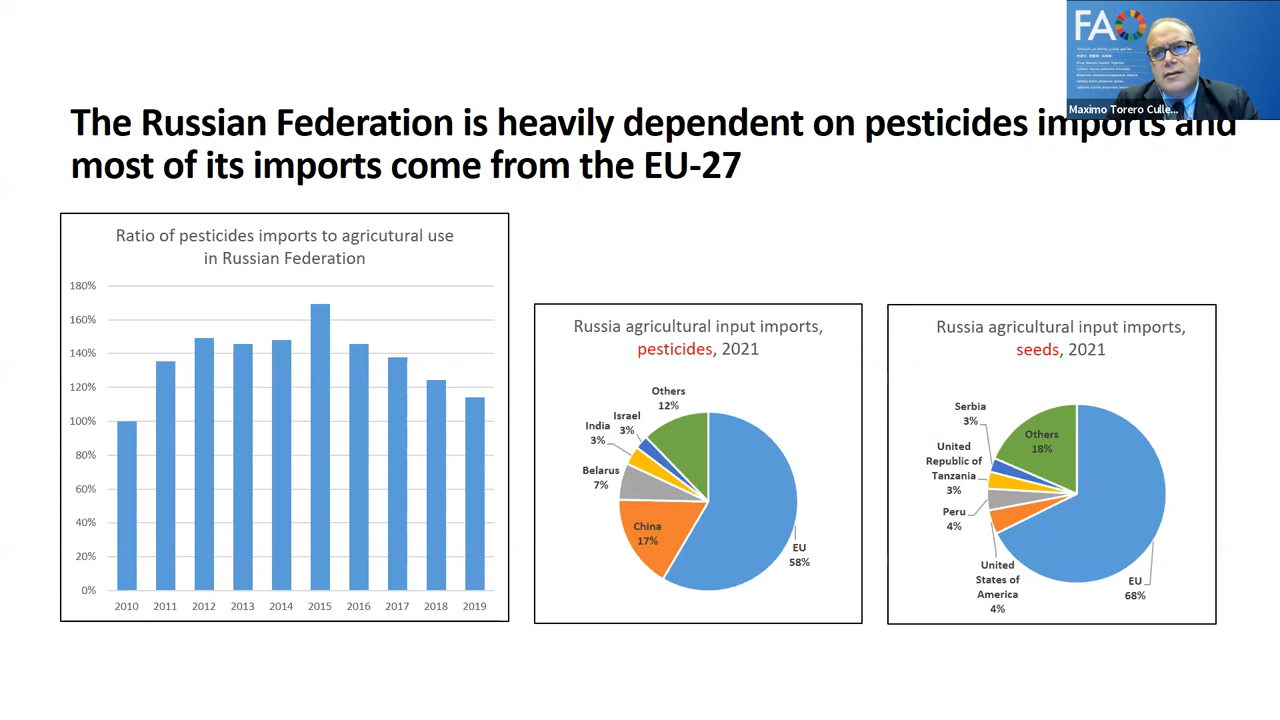 FAO
Maximo Torero Culle...
The Russian Federation is heavily dependent on pesticides imports and
most of its imports come from the EU-27
Ratio of pesticides imports to agricutural use
in Russian Federation
180%
160%
140%
120%
100%
80%
60%
40%
20%
0%
2010 2011 2012 2013 2014 2015 2016 2017 2018 2019
Russia agricultural input imports,
pesticides, 2021
Others
12%
Israel
3%
India
3%
Belarus
7%
China
17%
EU
58%
Russia agricultural input imports,
seeds, 2021
Serbia
3%
Others
18%
United
Republic of
Tanzania
3%
Peru
4%
United
States of
America
4%
EU
68%